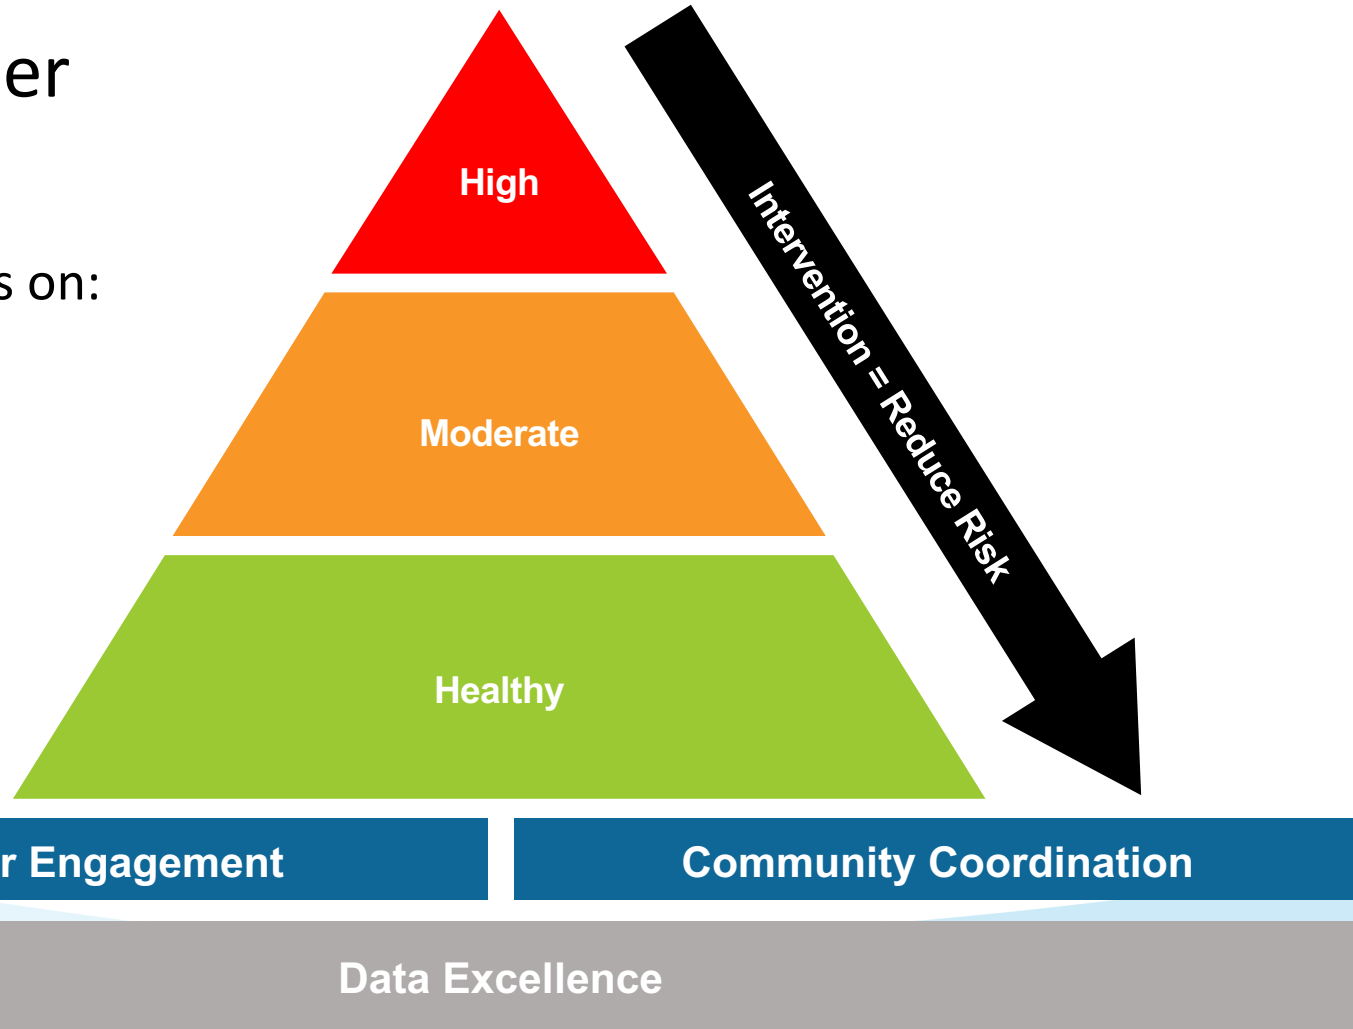 er
s on:
High
Intervention = Reduce Risk
Moderate
Healthy
r Engagement
Community Coordination
Data Excellence